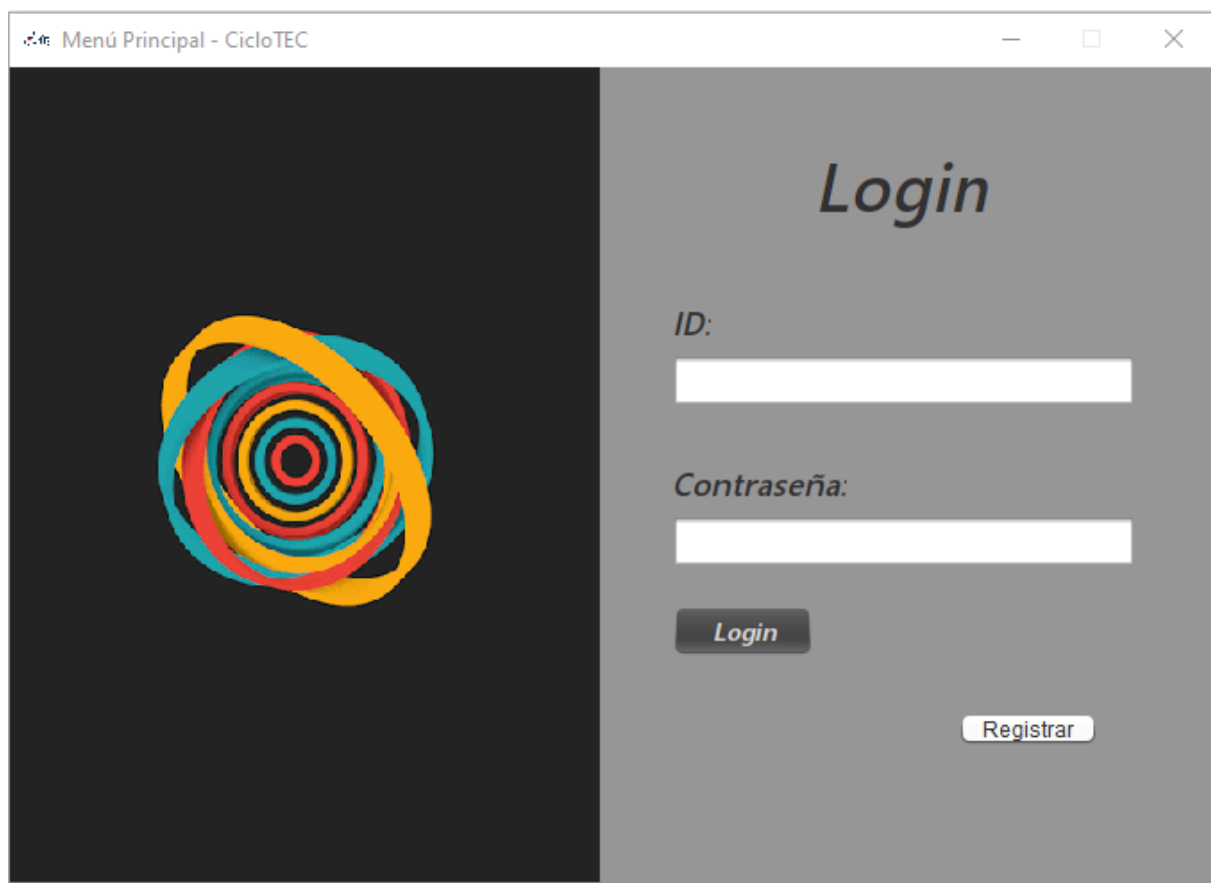 Menú Principal - CicloTEC
Login
ID:
Contraseña:
Login
Registrar